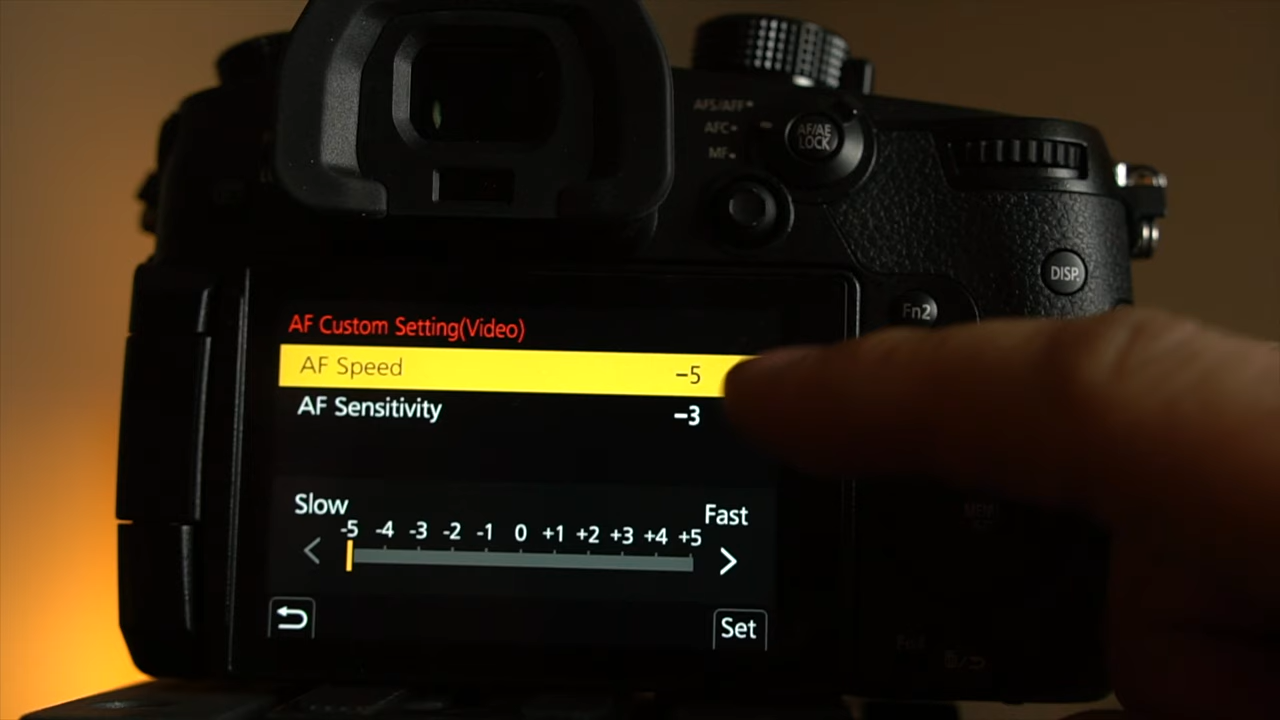 AFS/AFF
AFC
MF
AF/AE
LOCK
DISP.
Fn2
AF Custom Setting(Video)
AF Speed -5
AF Sensitivity -3
Slow
Fast
-5 -4 -3 -2 -1 0 +1 +2 +3 +4 +5
Set